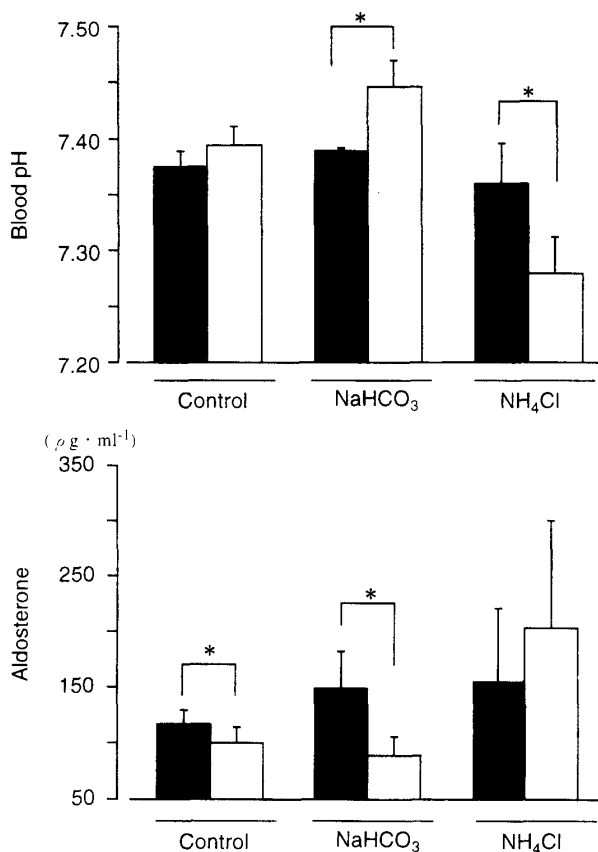 7.50
7.40
7.30
7.20
Blood pH
*
*
Control
NaHCO₃
NH₄Cl
(ρg · ml⁻¹)
350
250
150
50
Aldosterone
*
*
Control
NaHCO₃
NH₄Cl